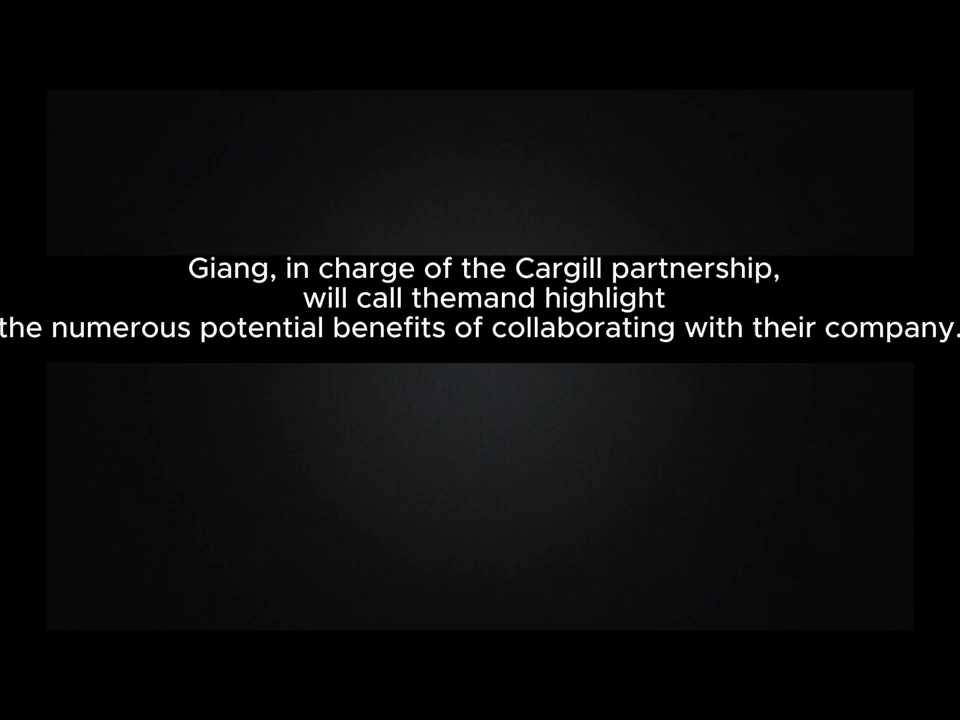 Giang, in charge of the Cargill partnership,
will call themand highlight
the numerous potential benefits of collaborating with their company.